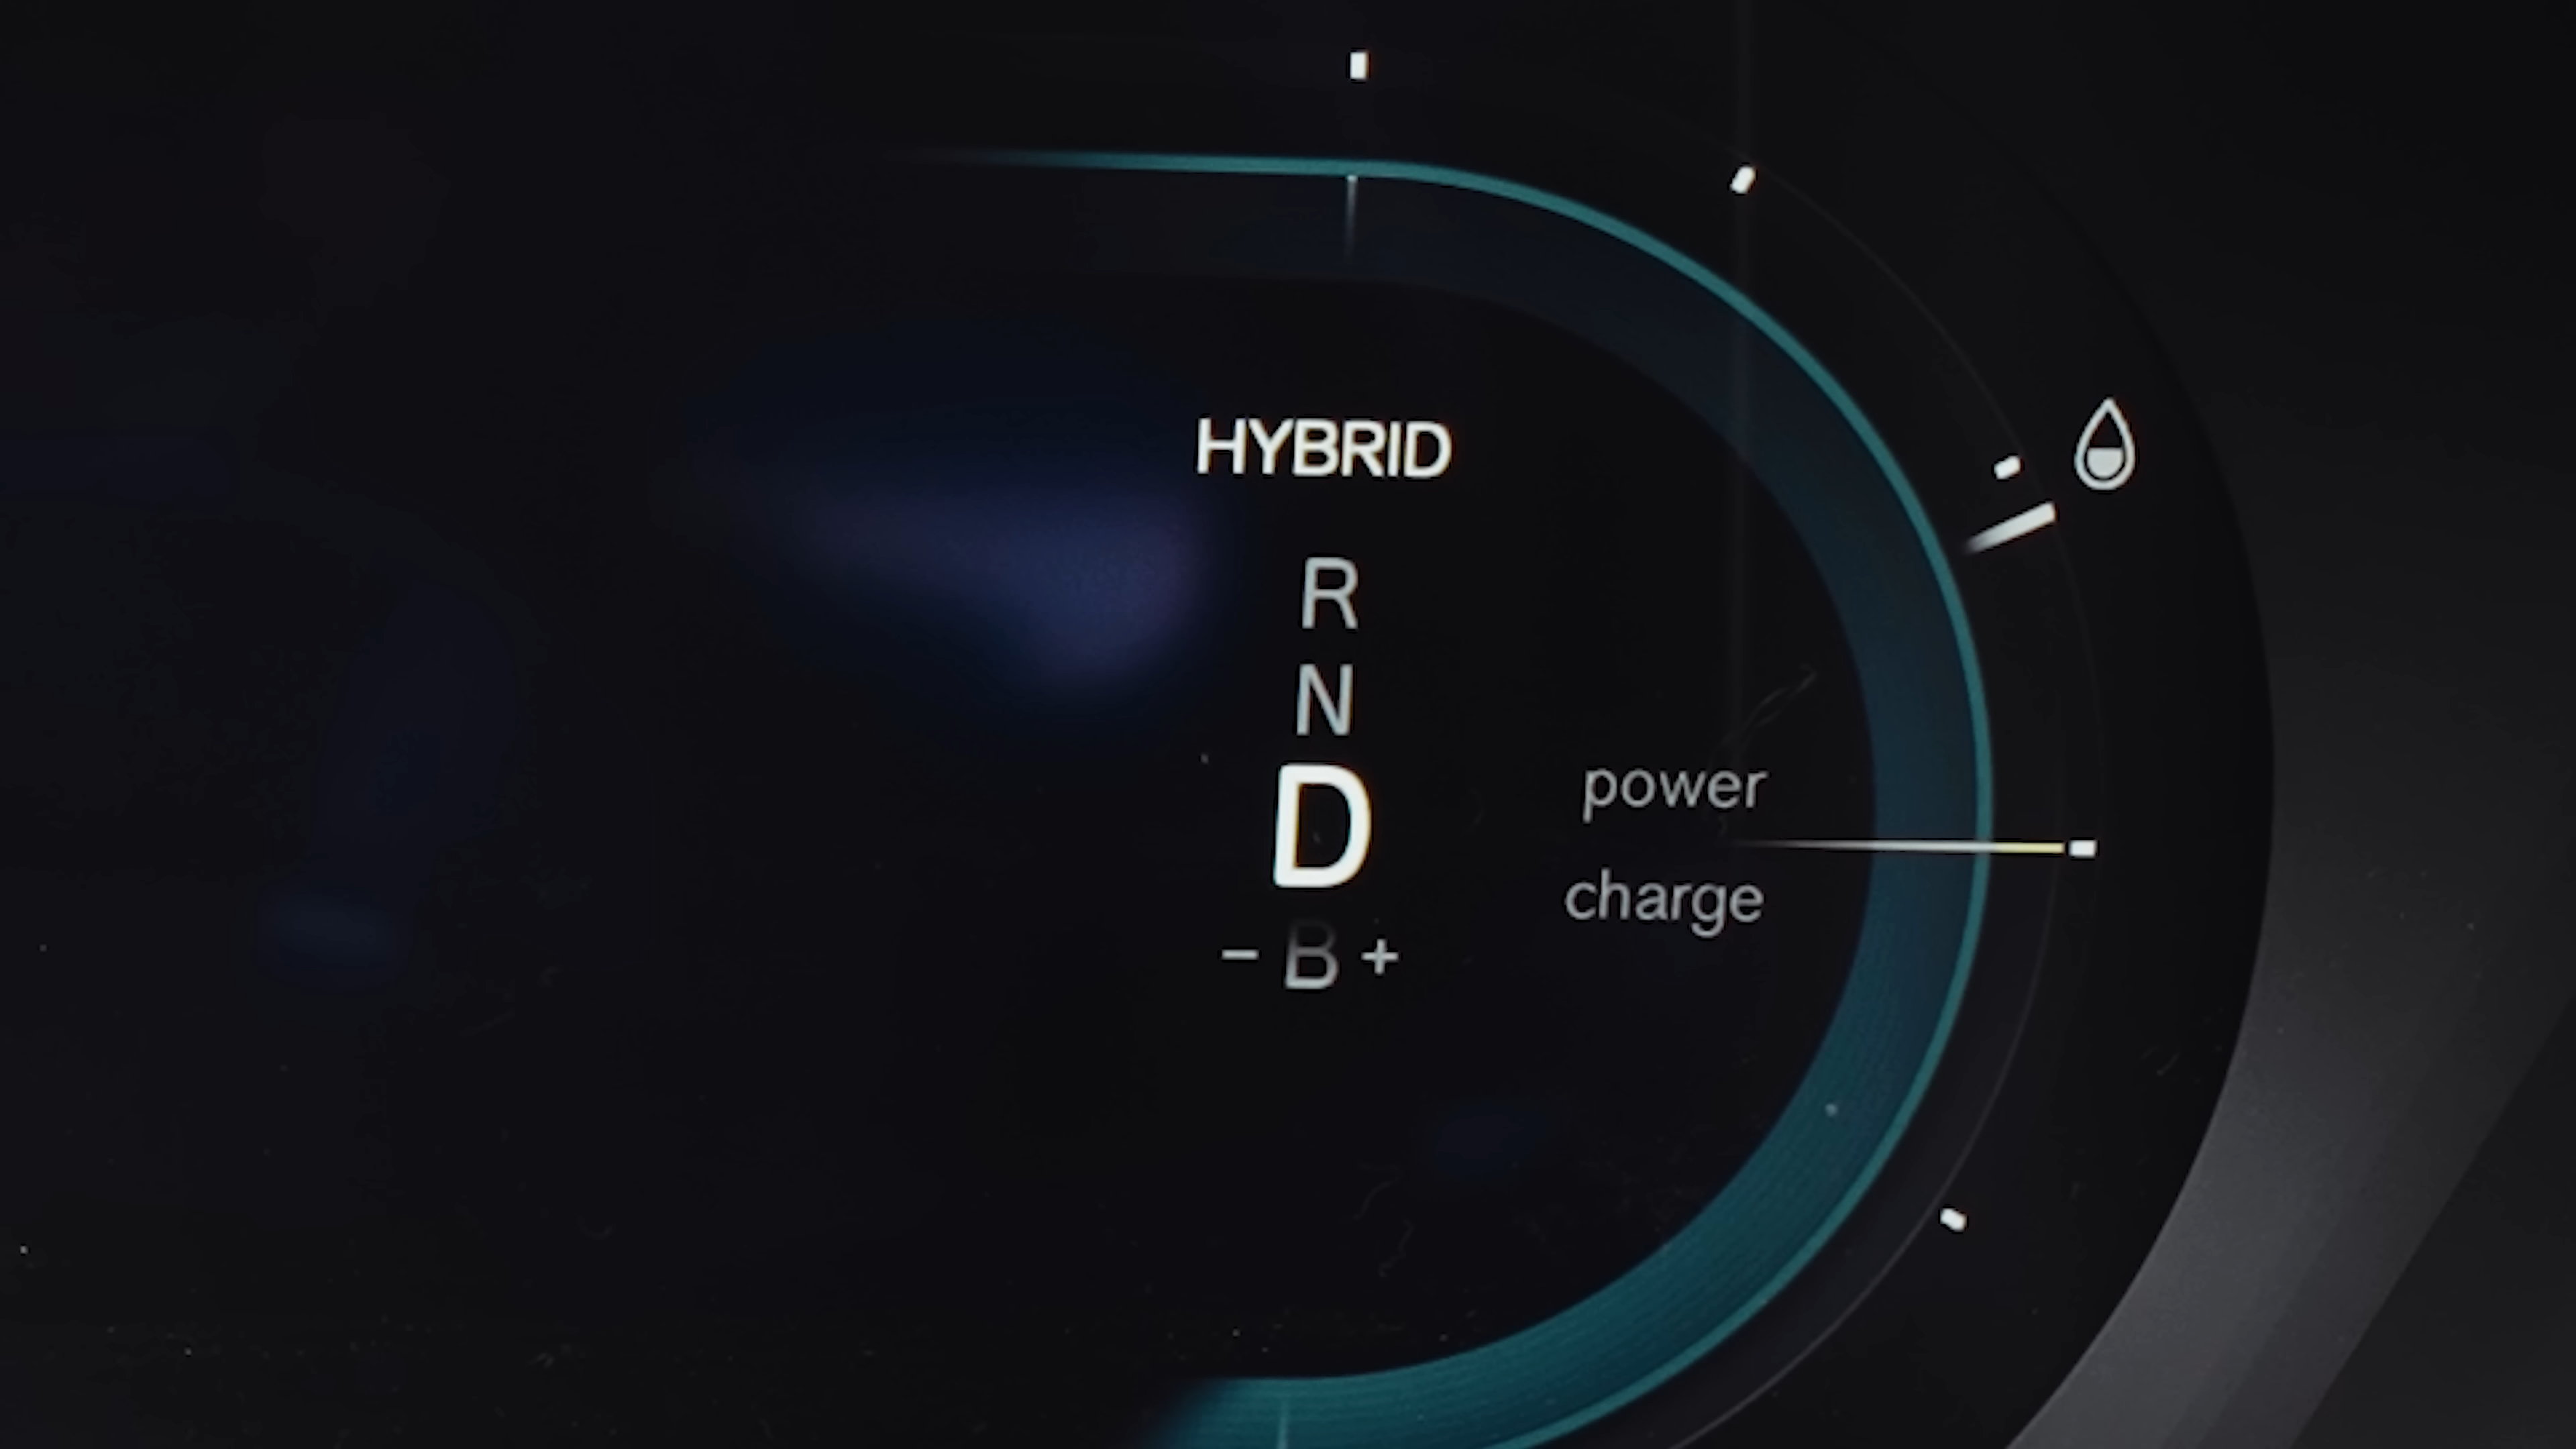 HYBRID
R
N
D
- B +
power
charge